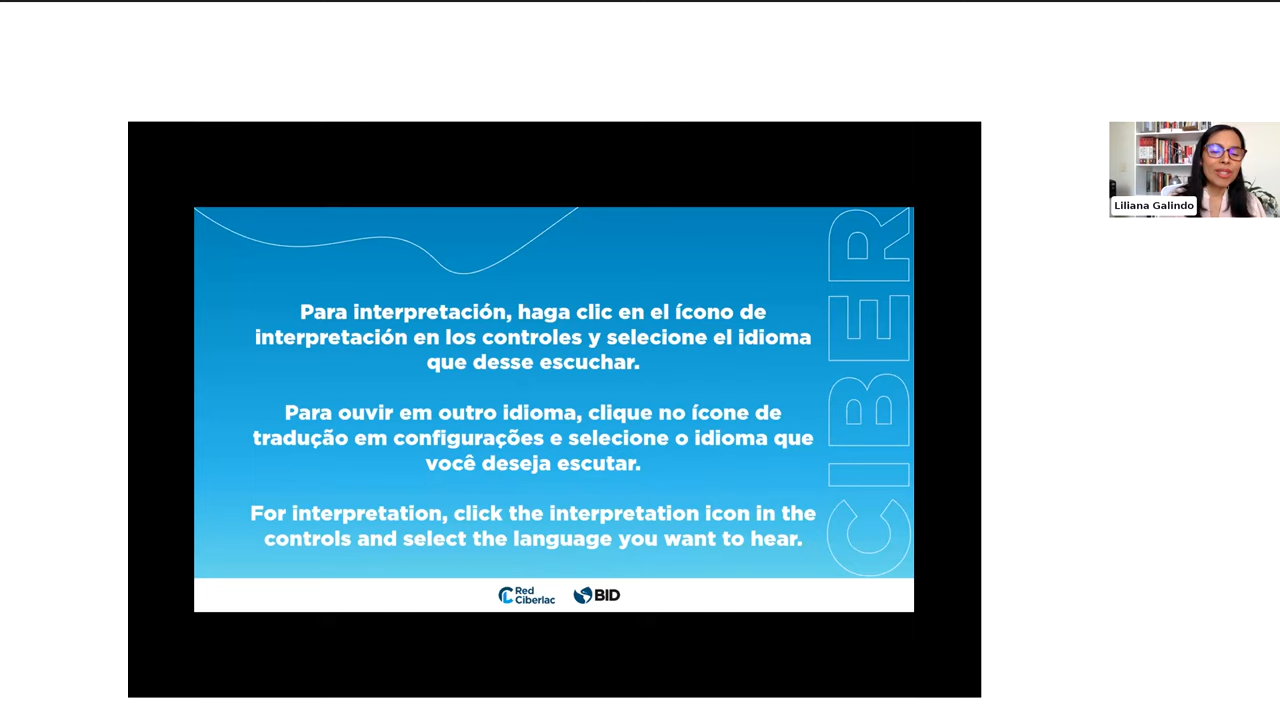 Para interpretación, haga clic en el ícono de
interpretación en los controles y selecione el idioma
que desse escuchar.
Para ouvir em outro idioma, clique no ícone de
tradução em configurações e selecione o idioma que
você deseja escutar.
For interpretation, click the interpretation icon in the
controls and select the language you want to hear.
CIBER
Red
Ciberlac
BID
Liliana Galindo